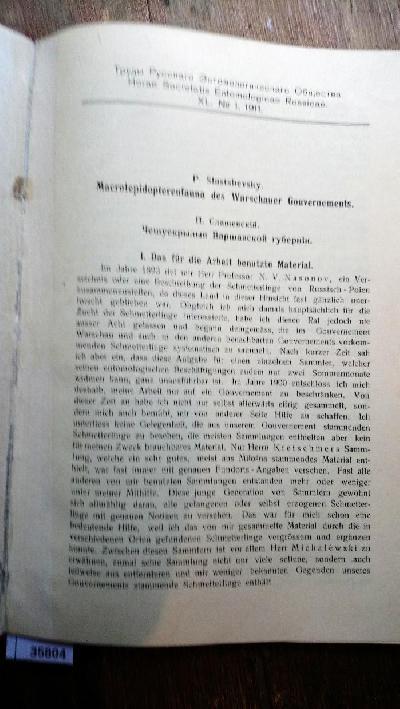 Труды Русского Энтомологического Общества
Horae Societatis Entomologicae Rossicae.
XL. № 1. 1911.
P. Slastshevsky.
Macrolepidopterenfauna des Warschauer Gouvernements.
П. Сластшевскій.
Чешуекрылыя Варшавской губерніи.
I. Das für die Arbeit benutzte Material.
Im Jahre 1893 riet mir Herr Professor N. V. Nasonov, ein Ver-
zeichnis oder eine Beschreibung der Schmetterlinge von Russisch-Polen
zusammenzustellen, da dieses Land in dieser Hinsicht fast gänzlich uner-
forscht geblieben war. Obgleich ich mich damals hauptsächlich für die
Zucht der Schmetterlinge interessierte, habe ich diesen Rat jedoch nicht
ausser Acht gelassen und begann demgemäss, die im Gouvernement
Warschau und auch in den anderen benachbarten Gouvernements vorkom-
menden Schmetterlinge systematisch zu sammeln. Nach kurzer Zeit sah
ich aber ein, dass diese Aufgabe für einen einzelnen Sammler, welcher
seinen entomologischen Beschäftigungen zudem nur zwei Sommermonate
widmen kann, ganz unausführbar ist. Im Jahre 1900 entschloss ich mich
deshalb, meine Arbeit nur auf ein Gouvernement zu beschränken. Von
dieser Zeit an habe ich nicht nur selbst allerwärts eifrig gesammelt, son-
dern mich auch bemüht, mir von anderer Seite Hilfe zu schaffen. Ich
unterliess keine Gelegenheit, die aus unserem Gouvernement stammenden
Schmetterlinge zu besehen, die meisten Sammlungen enthielten aber kein
für meinen Zweck brauchbares Material. Nur Herrn Kretschmers Samm-
lung, welche ein sehr gutes, meist aus Młociny stammendes Material ent-
hielt, war fast immer mit genauen Fundorts-Angaben versehen. Fast alle
anderen von mir benutzten Sammlungen entstanden mehr oder weniger
unter meiner Mithilfe. Diese junge Generation von Sammlern gewöhnt
sich allmählig daran, alle gefangenen oder selbst erzogenen Schmetter-
linge mit genauen Notizen zu versehen. Das war für mich schon eine
bedeutende Hilfe, weil ich das von mir gesammelte Material durch die in
verschiedenen Orten gefundenen Schmetterlinge vergrössern und ergänzen
konnte. Zwischen diesen Sammlern ist vor allem Herr Michalewski zu
erwähnen, zumal seine Sammlung nicht nur viele seltene, sondern auch
teilweise aus entfernteren und mir weniger bekannten Gegenden unseres
Gouvernements stammende Schmetterlinge enthält.
35804